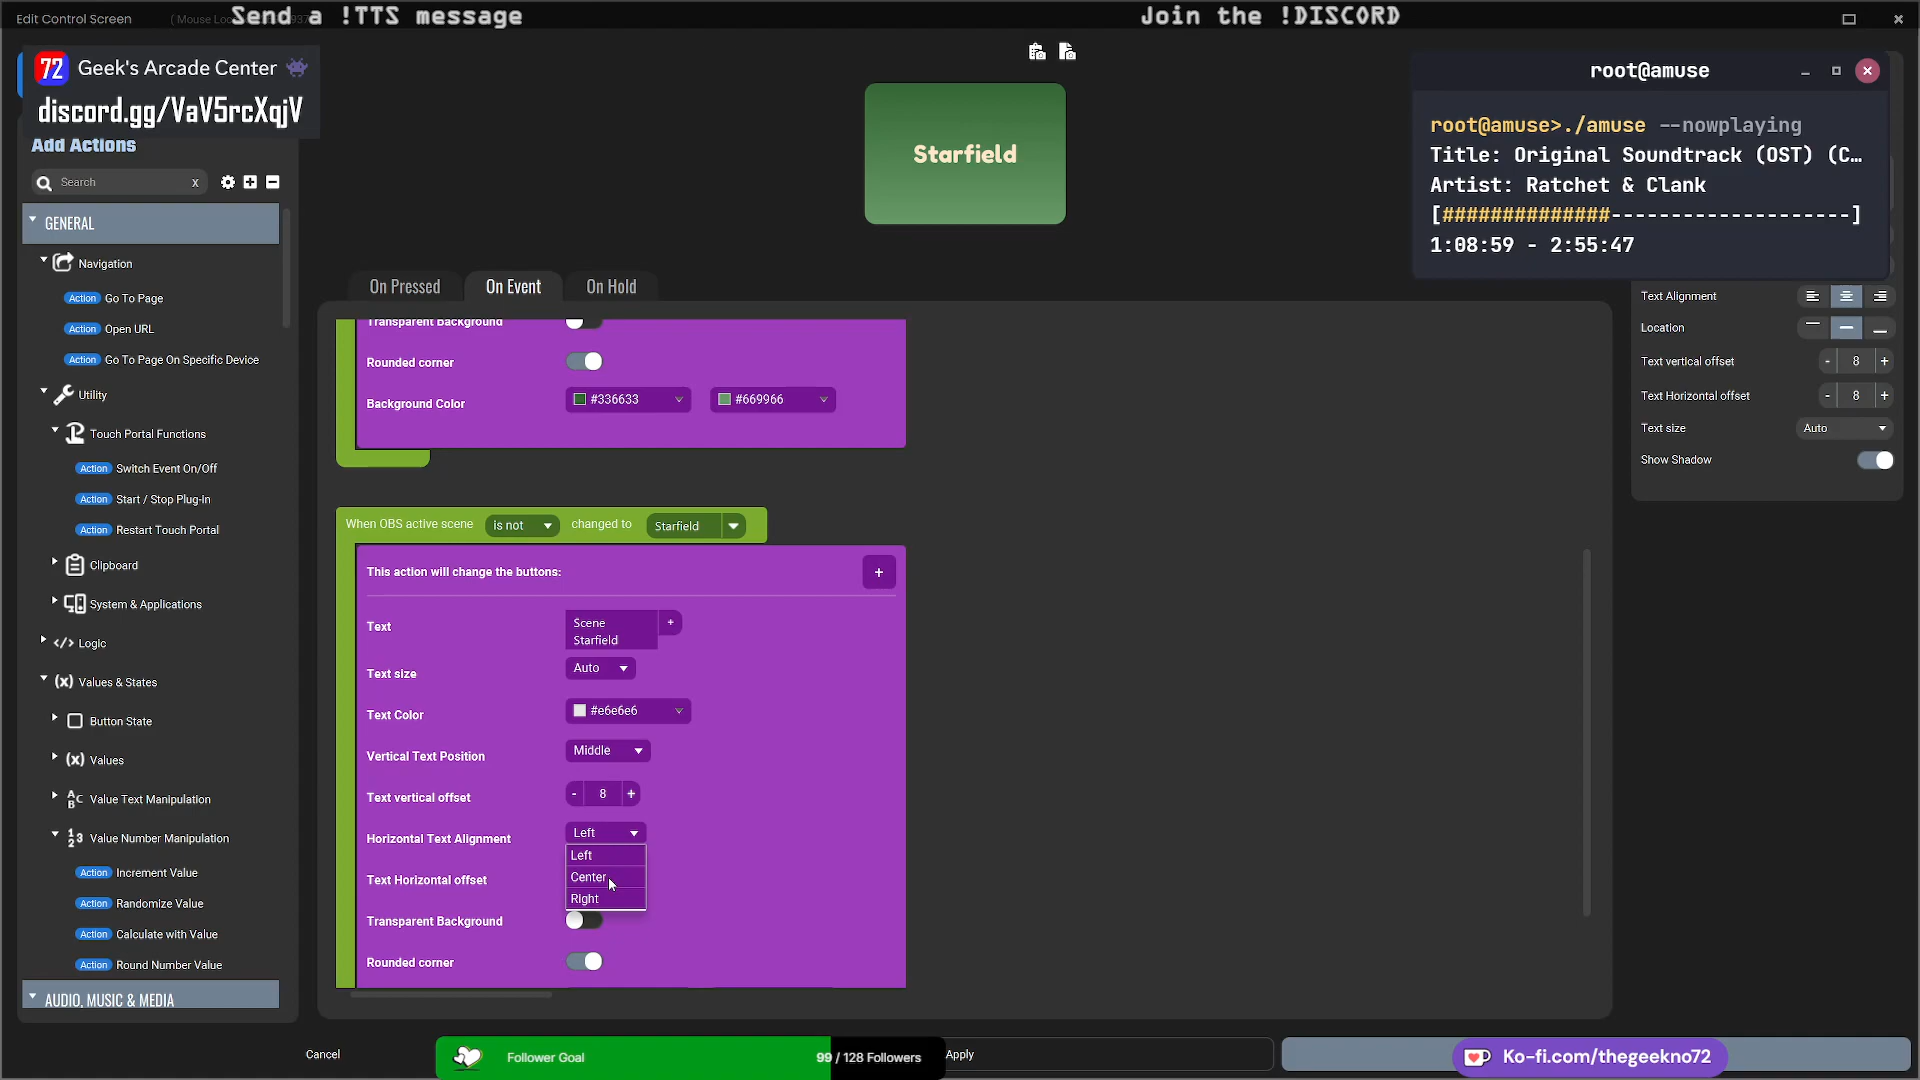 Edit Control Screen
Send a !TTS message
Join the !DISCORD
72 Geek's Arcade Center
discord.gg/VaV5rcXqjV
Add Actions
Search
x
GENERAL
Navigation
Action Go To Page
Action Open URL
Action Go To Page On Specific Device
Utility
Touch Portal Functions
Action Switch Event On/Off
Action Start / Stop Plug-In
Action Restart Touch Portal
Clipboard
System & Applications
</> Logic
(x) Values & States
Button State
(x) Values
Value Text Manipulation
Value Number Manipulation
Action Increment Value
Action Randomize Value
Action Calculate with Value
Action Round Number Value
AUDIO, MUSIC & MEDIA
Starfield
On Pressed
On Event
On Hold
Transparent Background
Rounded corner
Background Color
#336633
#669966
When OBS active scene is not changed to Starfield
This action will change the buttons:
+
Text
Scene
Starfield
+
Text size
Auto
Text Color
#e6e6e6
Vertical Text Position
Middle
Text vertical offset
- 8 +
Horizontal Text Alignment
Left
Left
Center
Right
Text Horizontal offset
Transparent Background
Rounded corner
root@amuse
root@amuse>./amuse --nowplaying
Title: Original Soundtrack (OST) (C...
Artist: Ratchet & Clank
[##############--------------------]
1:08:59 - 2:55:47
Text Alignment
Location
Text vertical offset
- 8 +
Text Horizontal offset
- 8 +
Text size
Auto
Show Shadow
Cancel
Follower Goal
99 / 128 Followers
Apply
Ko-fi.com/thegeekno72